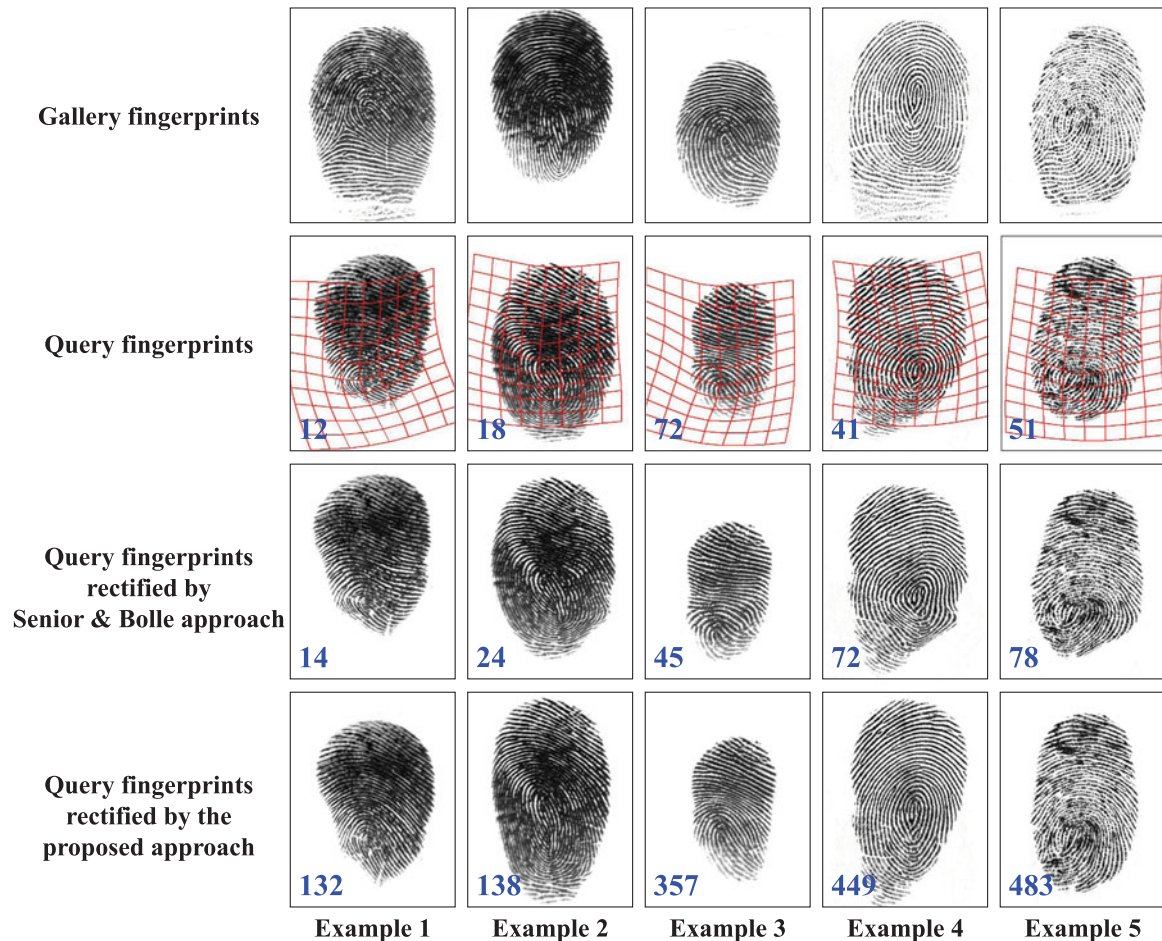 Gallery fingerprints
Query fingerprints
12 18 72 41 51
Query fingerprints
rectified by
Senior & Bolle approach
14 24 45 72 78
Query fingerprints
rectified by the
proposed approach
132 138 357 449 483
Example 1 Example 2 Example 3 Example 4 Example 5